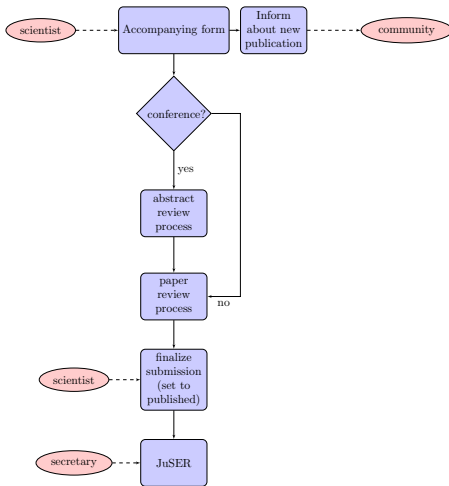 scientist
Accompanying form
Inform
about new
publication
community
conference?
yes
abstract
review
process
paper
review
process
no
finalize
submission
(set to
published)
scientist
secretary
JuSER